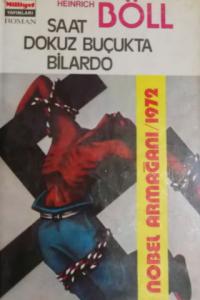 Milliyet
YAYINLARI
ROMAN
HEINRICH
BÖLL
SAAT
DOKUZ BUÇUKTA
BİLARDO
NOBEL ARMAĞANI/1972